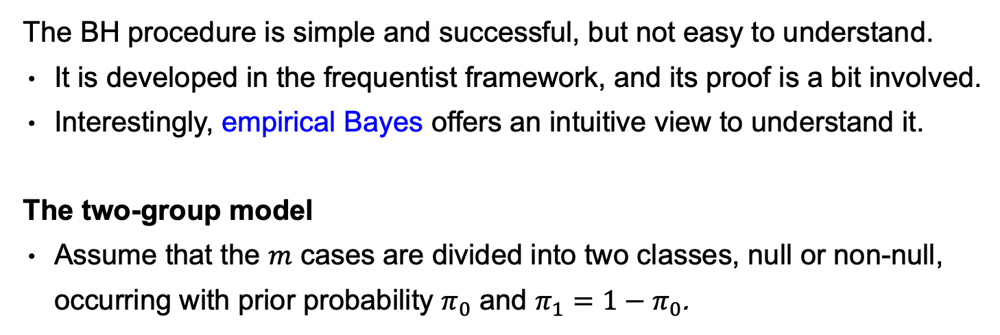 The BH procedure is simple and successful, but not easy to understand.
• It is developed in the frequentist framework, and its proof is a bit involved.
• Interestingly, empirical Bayes offers an intuitive view to understand it.
The two-group model
• Assume that the 𝑚 cases are divided into two classes, null or non-null,
occurring with prior probability 𝜋₀ and 𝜋₁ = 1 − 𝜋₀.